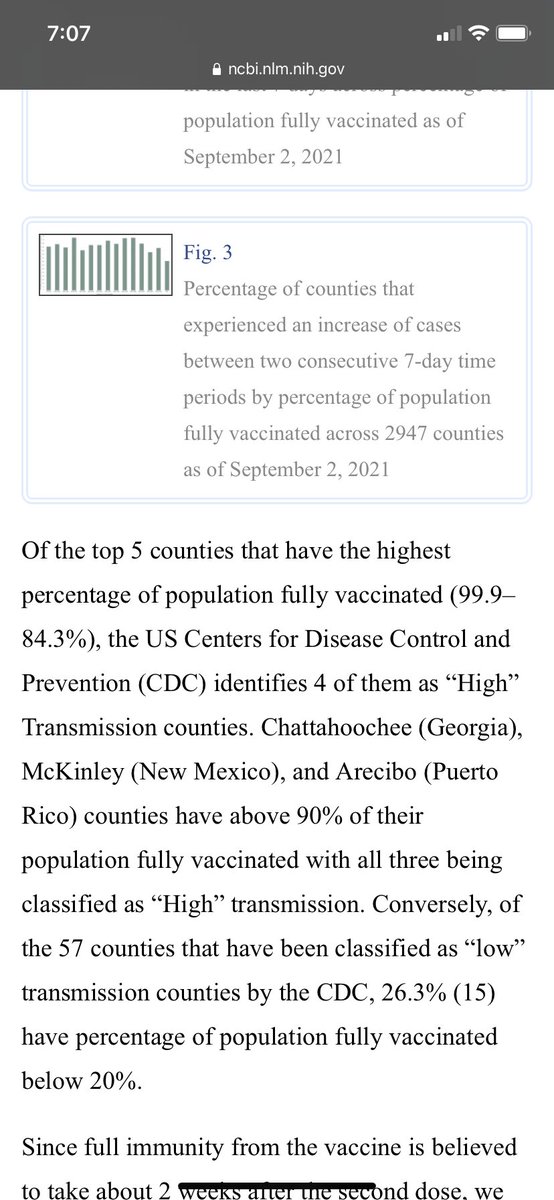 7:07
ncbi.nlm.nih.gov
population fully vaccinated as of
September 2, 2021
Fig. 3
Percentage of counties that
experienced an increase of cases
between two consecutive 7-day time
periods by percentage of population
fully vaccinated across 2947 counties
as of September 2, 2021
Of the top 5 counties that have the highest
percentage of population fully vaccinated (99.9–
84.3%), the US Centers for Disease Control and
Prevention (CDC) identifies 4 of them as “High”
Transmission counties. Chattahoochee (Georgia),
McKinley (New Mexico), and Arecibo (Puerto
Rico) counties have above 90% of their
population fully vaccinated with all three being
classified as “High” transmission. Conversely, of
the 57 counties that have been classified as “low”
transmission counties by the CDC, 26.3% (15)
have percentage of population fully vaccinated
below 20%.
Since full immunity from the vaccine is believed
to take about 2 weeks after the second dose, we